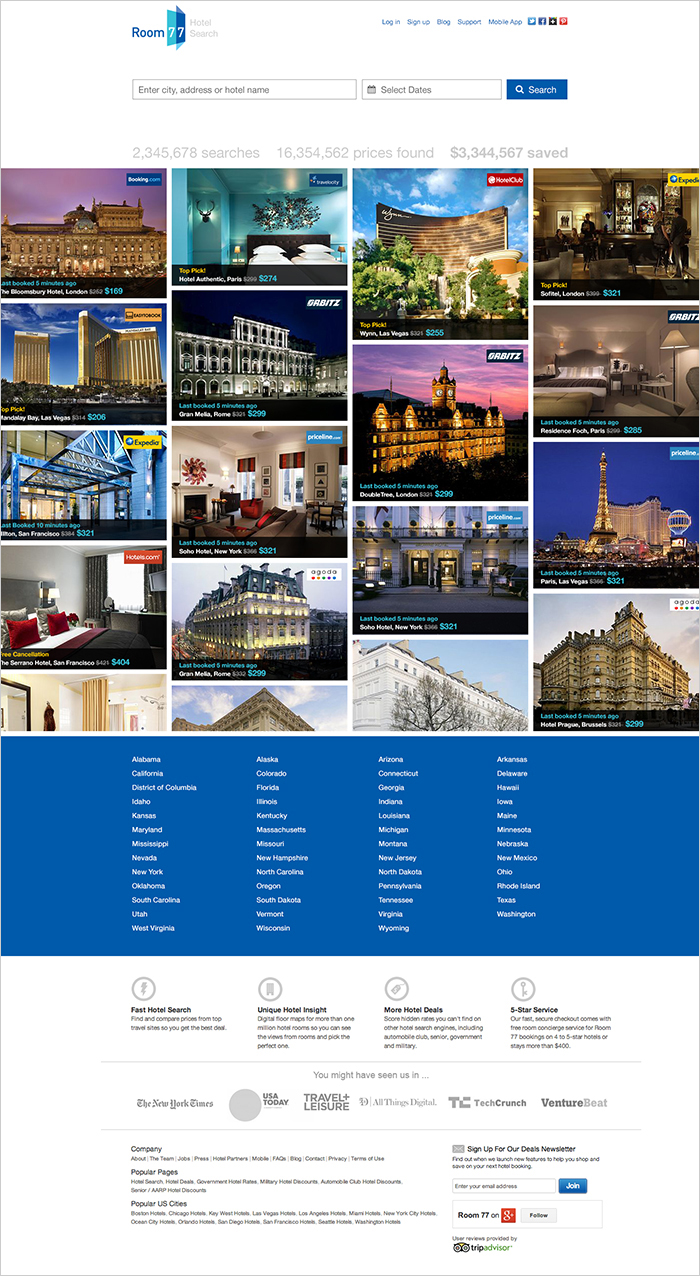 Room 77 Hotel Search
Log in Sign up Blog Support Mobile App
Enter city, address or hotel name
Select Dates
Search
2,345,678 searches 16,354,562 prices found $3,344,567 saved
Booking.com
Last booked 5 minutes ago
The Bloomsbury Hotel, London $252 $169
travelocity
Top Pick!
Hotel Authentic, Paris $299 $274
HotelClub
wynn
Top Pick!
Wynn, Las Vegas $321 $255
Expedia
Top Pick!
Sofitel, London $399 $321
EASYTOBOOK
Top Pick!
Mandalay Bay, Las Vegas $314 $206
ORBITZ
Last booked 5 minutes ago
Gran Melia, Rome $321 $299
ORBITZ
Last booked 5 minutes ago
DoubleTree, London $321 $299
ORBITZ
Last booked 5 minutes ago
Residence Foch, Paris $299 $285
Expedia
Last Booked 10 minutes ago
Hilton, San Francisco $384 $321
priceline.com
Last booked 5 minutes ago
Soho Hotel, New York $366 $321
priceline.com
Last booked 5 minutes ago
Soho Hotel, New York $366 $321
priceline.com
Last booked 5 minutes ago
Paris, Las Vegas $366 $321
Hotels.com
Free Cancellation
The Serrano Hotel, San Francisco $421 $404
agoda
Last booked 5 minutes ago
Gran Melia, Rome $332 $299
agoda
Last booked 5 minutes ago
Hotel Prague, Brussels $321 $299
Alabama Alaska Arizona Arkansas
California Colorado Connecticut Delaware
District of Columbia Florida Georgia Hawaii
Idaho Illinois Indiana Iowa
Kansas Kentucky Louisiana Maine
Maryland Massachusetts Michigan Minnesota
Mississippi Missouri Montana Nebraska
Nevada New Hampshire New Jersey New Mexico
New York North Carolina North Dakota Ohio
Oklahoma Oregon Pennsylvania Rhode Island
South Carolina South Dakota Tennessee Texas
Utah Vermont Virginia Washington
West Virginia Wisconsin Wyoming
Fast Hotel Search
Find and compare prices from top
travel sites so you get the best deal.
Unique Hotel Insight
Digital floor maps for more than one
million hotel rooms so you can see
the views from rooms and pick the
perfect one.
More Hotel Deals
Score hidden rates you can't find on
other hotel search engines, including
automobile club, senior, government
and military.
5-Star Service
Our fast, secure checkout comes with
free room concierge service for Room
77 bookings on 4 to 5-star hotels or
stays more than $400.
You might have seen us in ...
The New York Times
USA TODAY
TRAVEL+ LEISURE
D All Things Digital.
TC TechCrunch
VentureBeat
Company
About | The Team | Jobs | Press | Hotel Partners | Mobile | FAQs | Blog | Contact | Privacy | Terms of Use
Popular Pages
Hotel Search, Hotel Deals, Government Hotel Rates, Military Hotel Discounts, Automobile Club Hotel Discounts,
Senior / AARP Hotel Discounts
Popular US Cities
Boston Hotels, Chicago Hotels, Key West Hotels, Las Vegas Hotels, Los Angeles Hotels, Miami Hotels, New York City Hotels,
Ocean City Hotels, Orlando Hotels, San Diego Hotels, San Francisco Hotels, Seattle Hotels, Washington Hotels
Sign Up For Our Deals Newsletter
Find out when we launch new features to help you shop and
save on your next hotel booking.
Enter your email address
Join
Room 77 on g+ Follow
User reviews provided by
tripadvisor